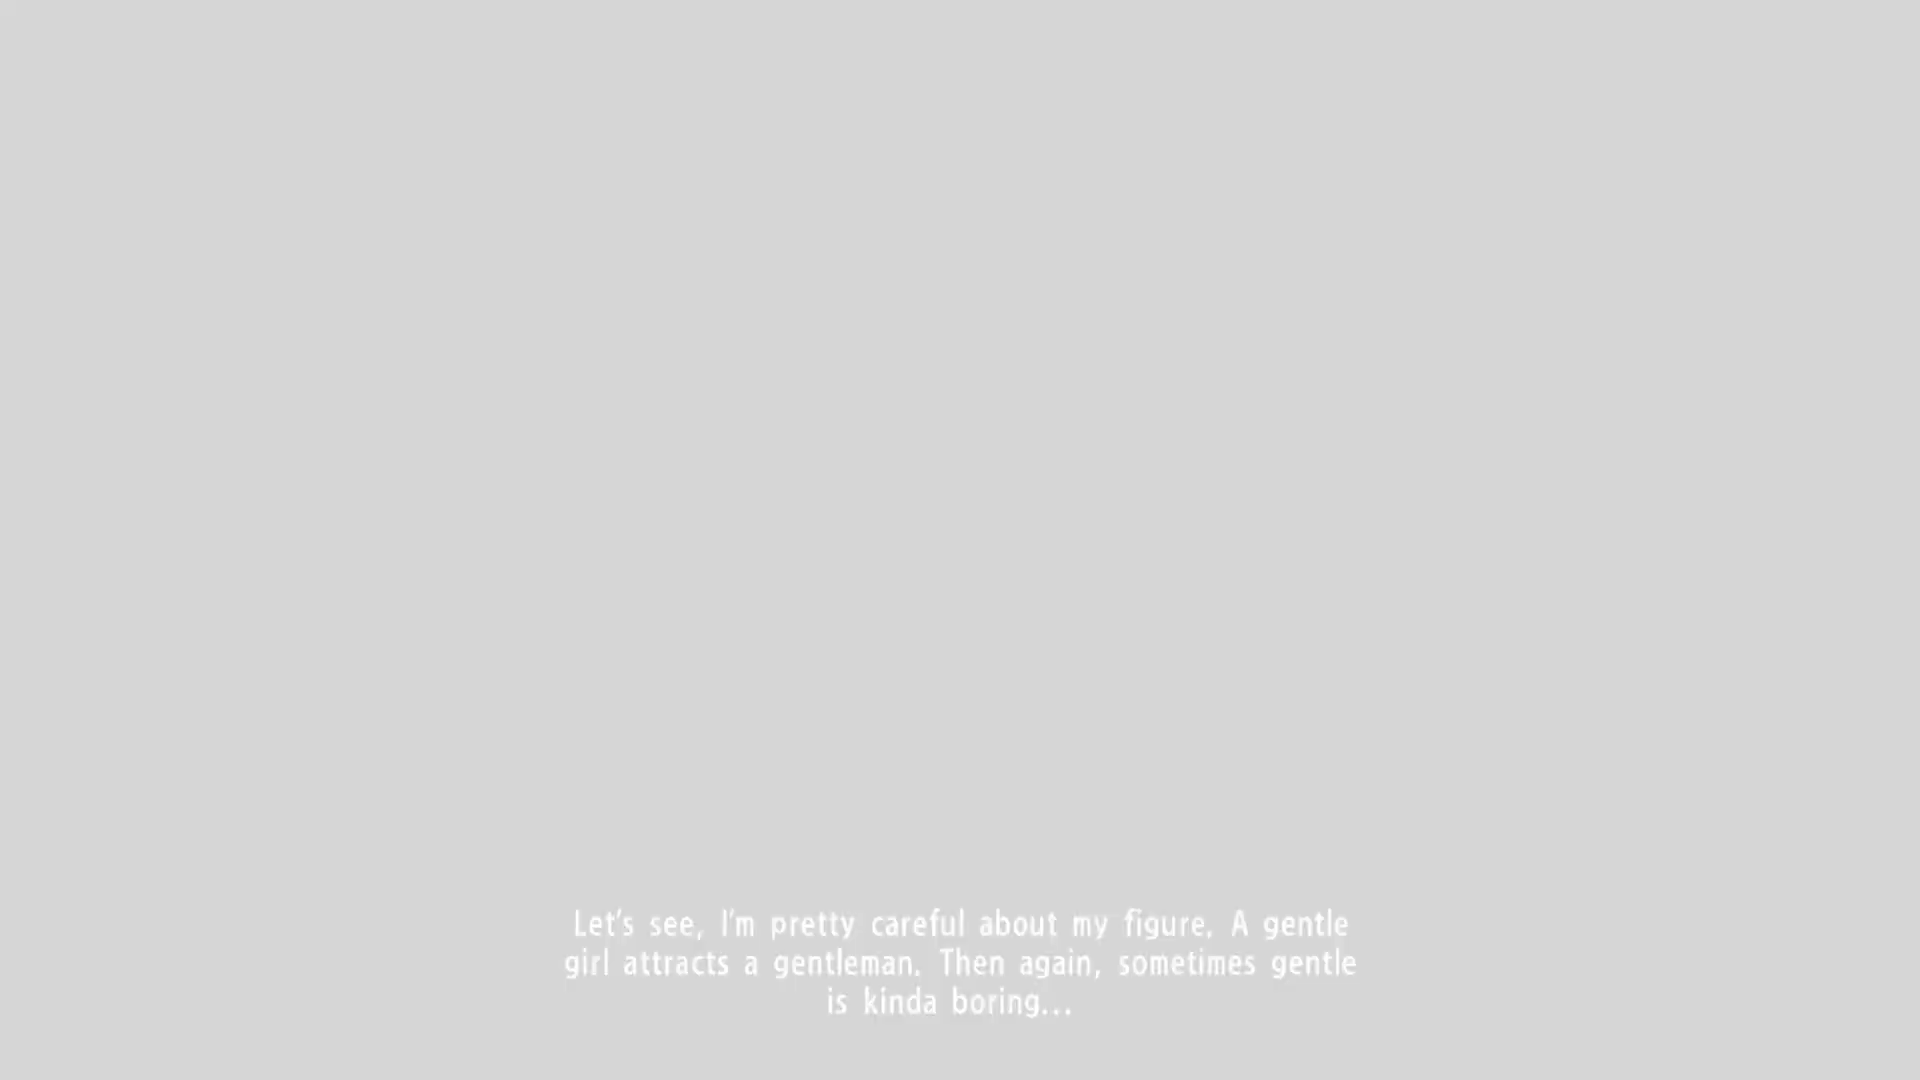 Let's see, I'm pretty careful about my figure. A gentle
girl attracts a gentleman. Then again, sometimes gentle
is kinda boring...